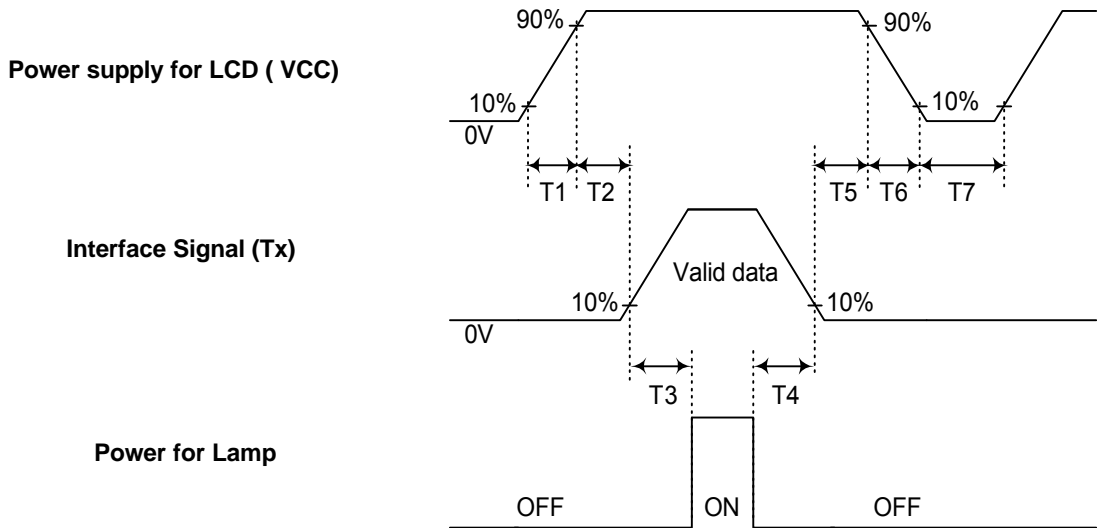 90%
90%
Power supply for LCD ( VCC)
10%
10%
0V
T1
T2
T5
T6
T7
Interface Signal (Tx)
Valid data
10%
10%
0V
T3
T4
Power for Lamp
OFF
ON
OFF